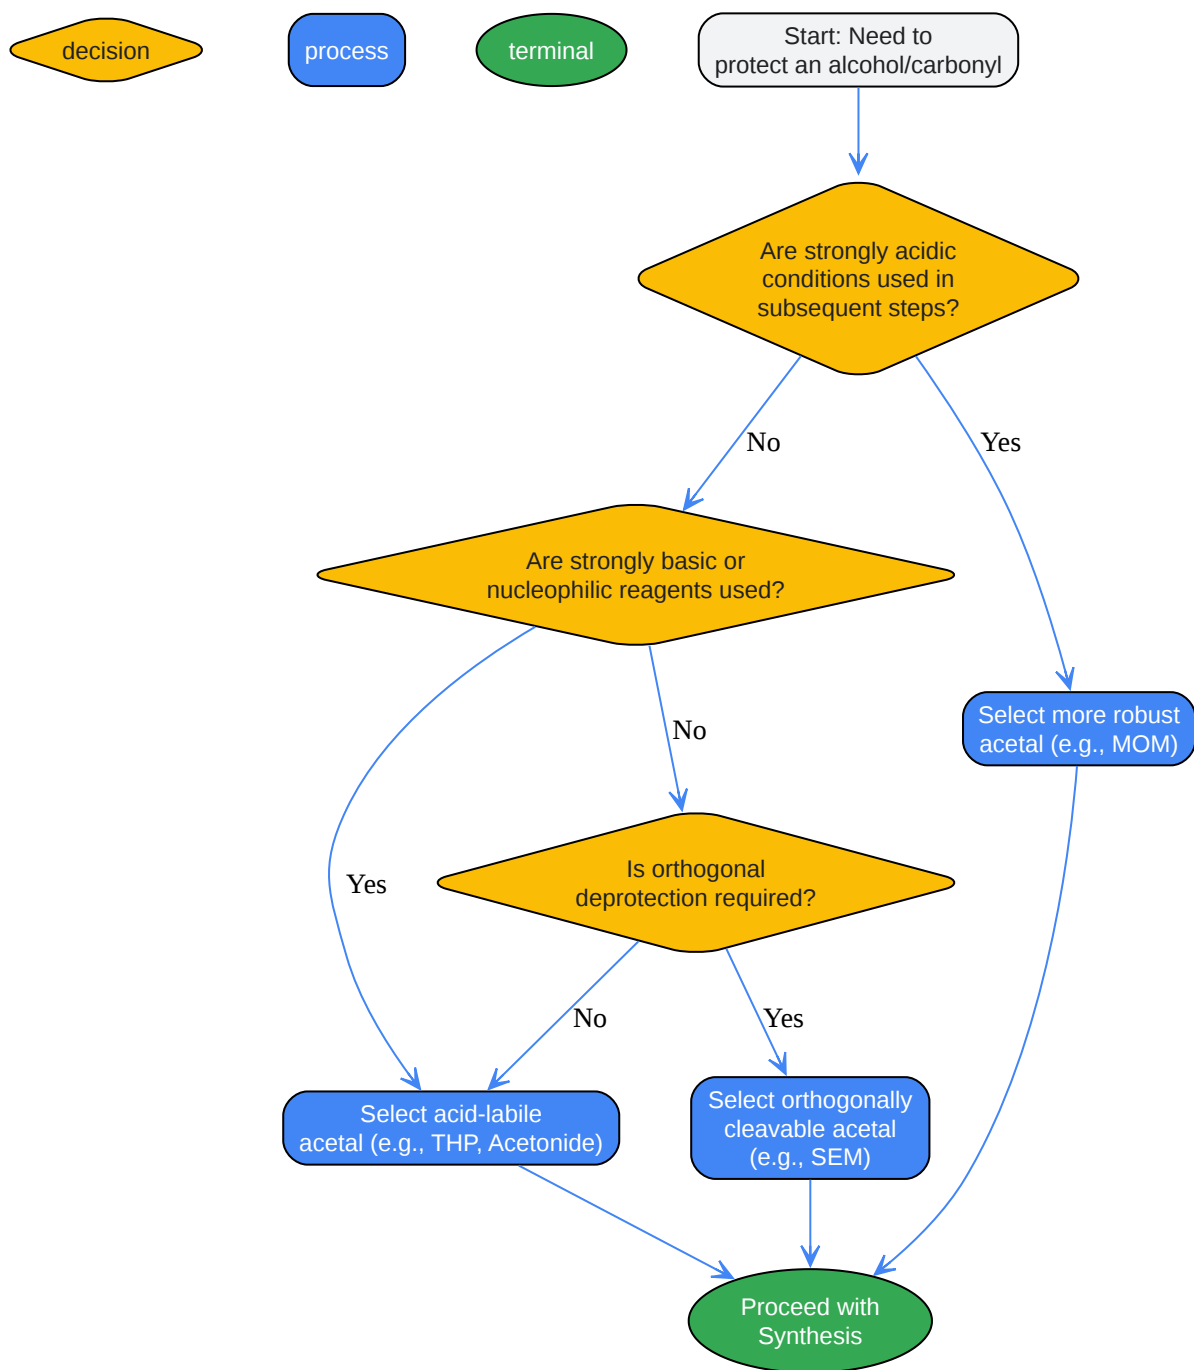 decision
process
terminal
Start: Need to
protect an alcohol/carbonyl
Are strongly acidic
conditions used in
subsequent steps?
No
Yes
Are strongly basic or
nucleophilic reagents used?
Select more robust
acetal (e.g., MOM)
No
Yes
Is orthogonal
deprotection required?
No
Yes
Select acid-labile
acetal (e.g., THP, Acetonide)
Select orthogonally
cleavable acetal
(e.g., SEM)
Proceed with
Synthesis